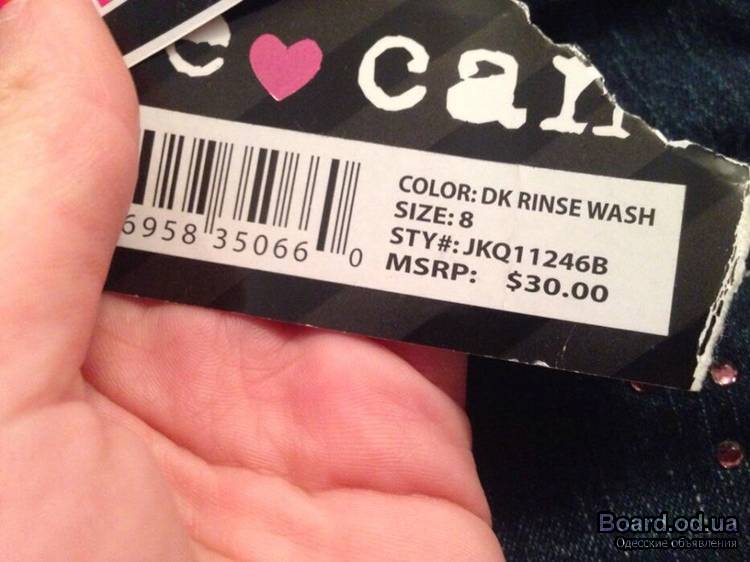 e can
COLOR: DK RINSE WASH
SIZE: 8
STY#: JKQ11246B
MSRP: $30.00
6958 35066 0
Board.od.ua
Одесские объявления